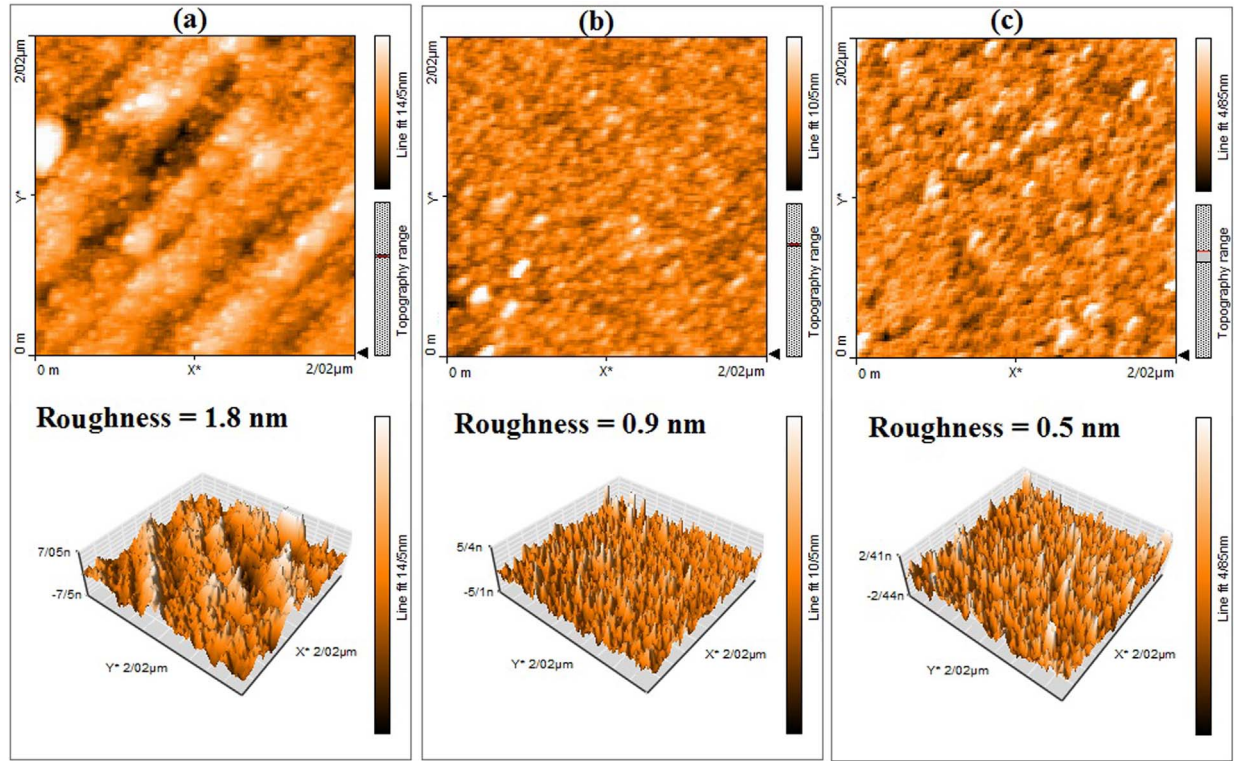 (a)
2/02µm
Y*
0 m
0 m
X*
2/02µm
Line fit 14/5nm
Topography range
Roughness = 1.8 nm
7/05n
-7/5n
Y* 2/02µm
X* 2/02µm
Line fit 14/5nm
(b)
2/02µm
Y*
0 m
0 m
X*
2/02µm
Line fit 10/5nm
Topography range
Roughness = 0.9 nm
5/4n
-5/1n
Y* 2/02µm
X* 2/02µm
Line fit 10/5nm
(c)
2/02µm
Y*
0 m
0 m
X*
2/02µm
Line fit 4/85nm
Topography range
Roughness = 0.5 nm
2/41n
-2/44n
Y* 2/02µm
X* 2/02µm
Line fit 4/85nm